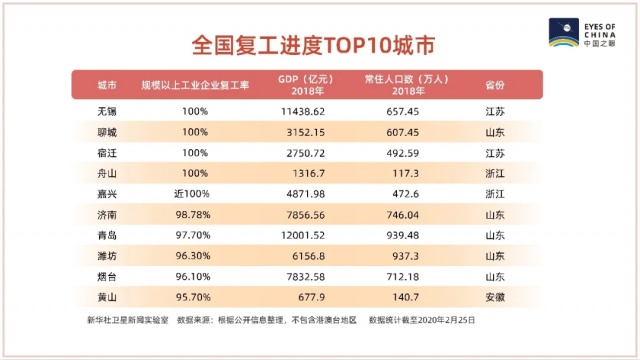 EYES OF
CHINA
中国之眼
全国复工进度TOP10城市
城市 规模以上工业企业复工率 GDP（亿元）2018年 常住人口数（万人）2018年 省份
无锡 100% 11438.62 657.45 江苏
聊城 100% 3152.15 607.45 山东
宿迁 100% 2750.72 492.59 江苏
舟山 100% 1316.7 117.3 浙江
嘉兴 近100% 4871.98 472.6 浙江
济南 98.78% 7856.56 746.04 山东
青岛 97.70% 12001.52 939.48 山东
潍坊 96.30% 6156.8 937.3 山东
烟台 96.10% 7832.58 712.18 山东
黄山 95.70% 677.9 140.7 安徽
新华社卫星新闻实验室 数据来源：根据公开信息整理，不包含港澳台地区 数据统计截至2020年2月25日